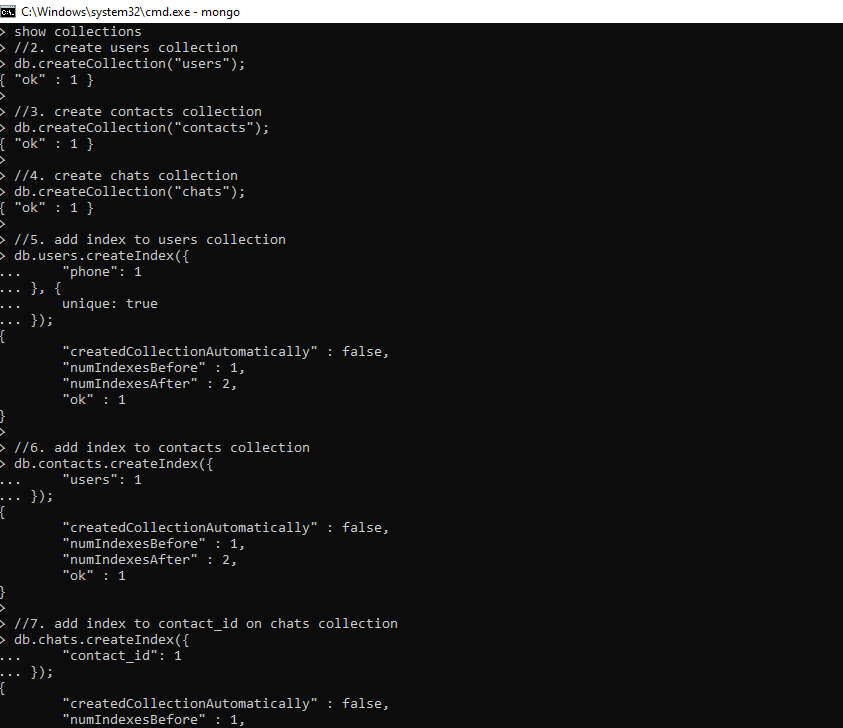 C:\Windows\system32\cmd.exe - mongo
> show collections
> //2. create users collection
> db.createCollection("users");
{ "ok" : 1 }
>
> //3. create contacts collection
> db.createCollection("contacts");
{ "ok" : 1 }
>
> //4. create chats collection
> db.createCollection("chats");
{ "ok" : 1 }
>
> //5. add index to users collection
> db.users.createIndex({
...     "phone": 1
... }, {
...     unique: true
... });
{
        "createdCollectionAutomatically" : false,
        "numIndexesBefore" : 1,
        "numIndexesAfter" : 2,
        "ok" : 1
}
>
> //6. add index to contacts collection
> db.contacts.createIndex({
...     "users": 1
... });
{
        "createdCollectionAutomatically" : false,
        "numIndexesBefore" : 1,
        "numIndexesAfter" : 2,
        "ok" : 1
}
>
> //7. add index to contact_id on chats collection
> db.chats.createIndex({
...     "contact_id": 1
... });
{
        "createdCollectionAutomatically" : false,
        "numIndexesBefore" : 1,